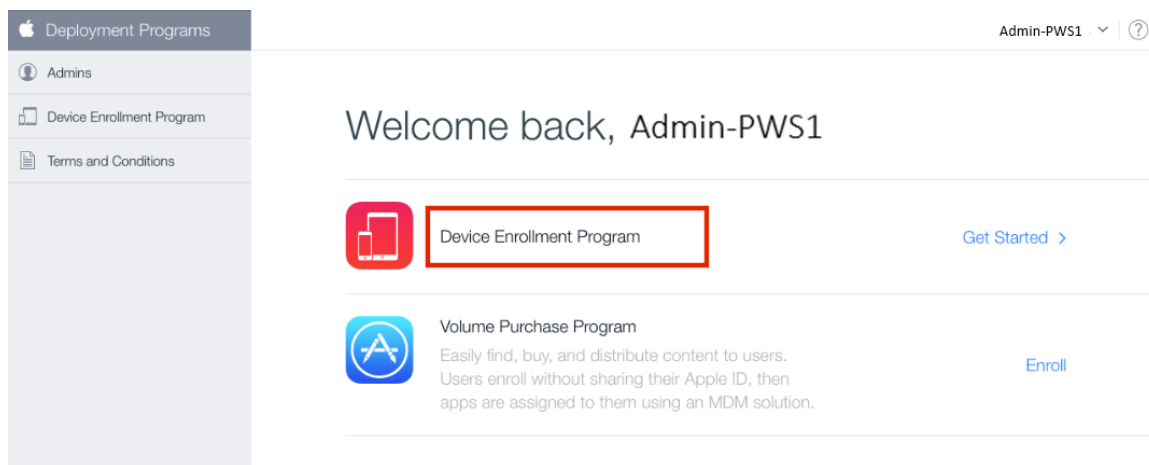 Deployment Programs
Admin-PWS1
?
Admins
Device Enrollment Program
Terms and Conditions
Welcome back, Admin-PWS1
Device Enrollment Program
Get Started >
Volume Purchase Program
Easily find, buy, and distribute content to users.
Users enroll without sharing their Apple ID, then
apps are assigned to them using an MDM solution.
Enroll